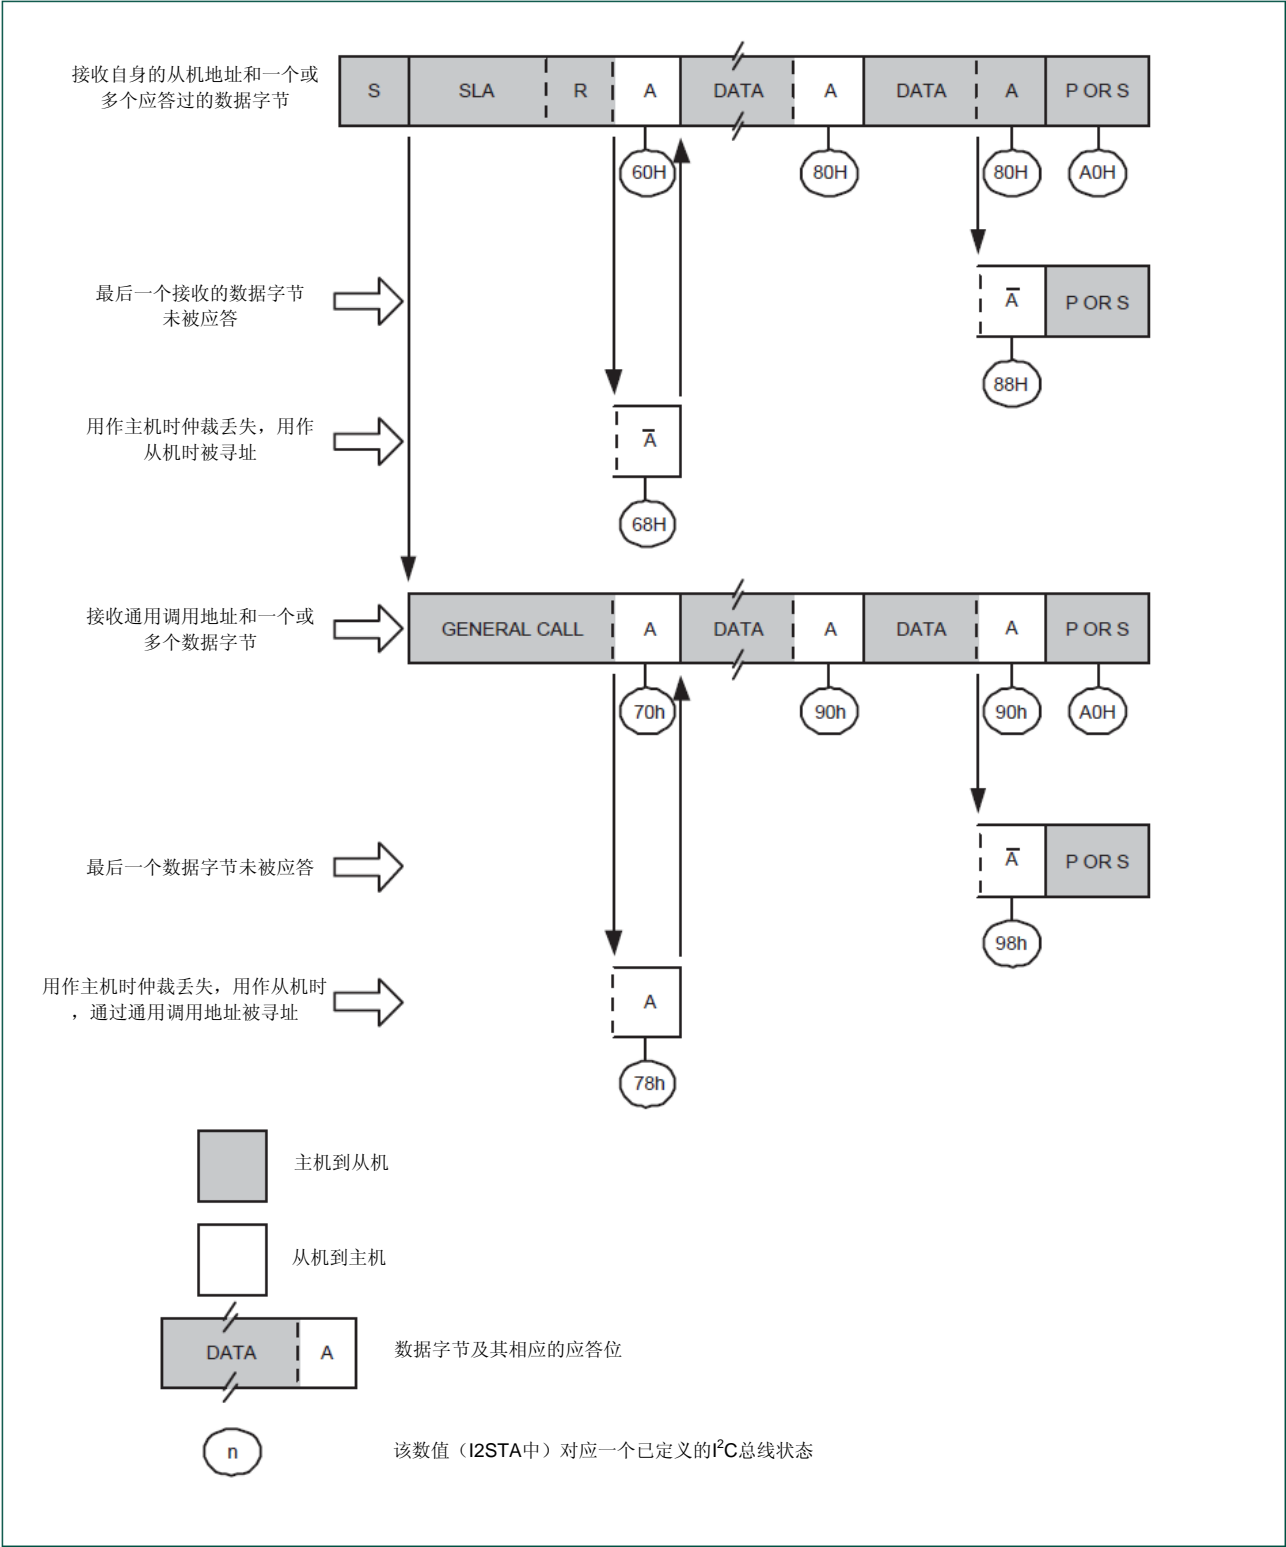 接收自身的从机地址和一个或
多个应答过的数据字节
S SLA R A DATA A DATA A P OR S
60H 80H 80H A0H
最后一个接收的数据字节
未被应答
A̅ P OR S
88H
用作主机时仲裁丢失，用作
从机时被寻址
A̅
68H
接收通用调用地址和一个或
多个数据字节
GENERAL CALL A DATA A DATA A P OR S
70h 90h 90h A0H
最后一个数据字节未被应答
A̅ P OR S
98h
用作主机时仲裁丢失，用作从机时
，通过通用调用地址被寻址
A
78h
主机到从机
从机到主机
DATA A
数据字节及其相应的应答位
n
该数值（I2STA中）对应一个已定义的I²C总线状态